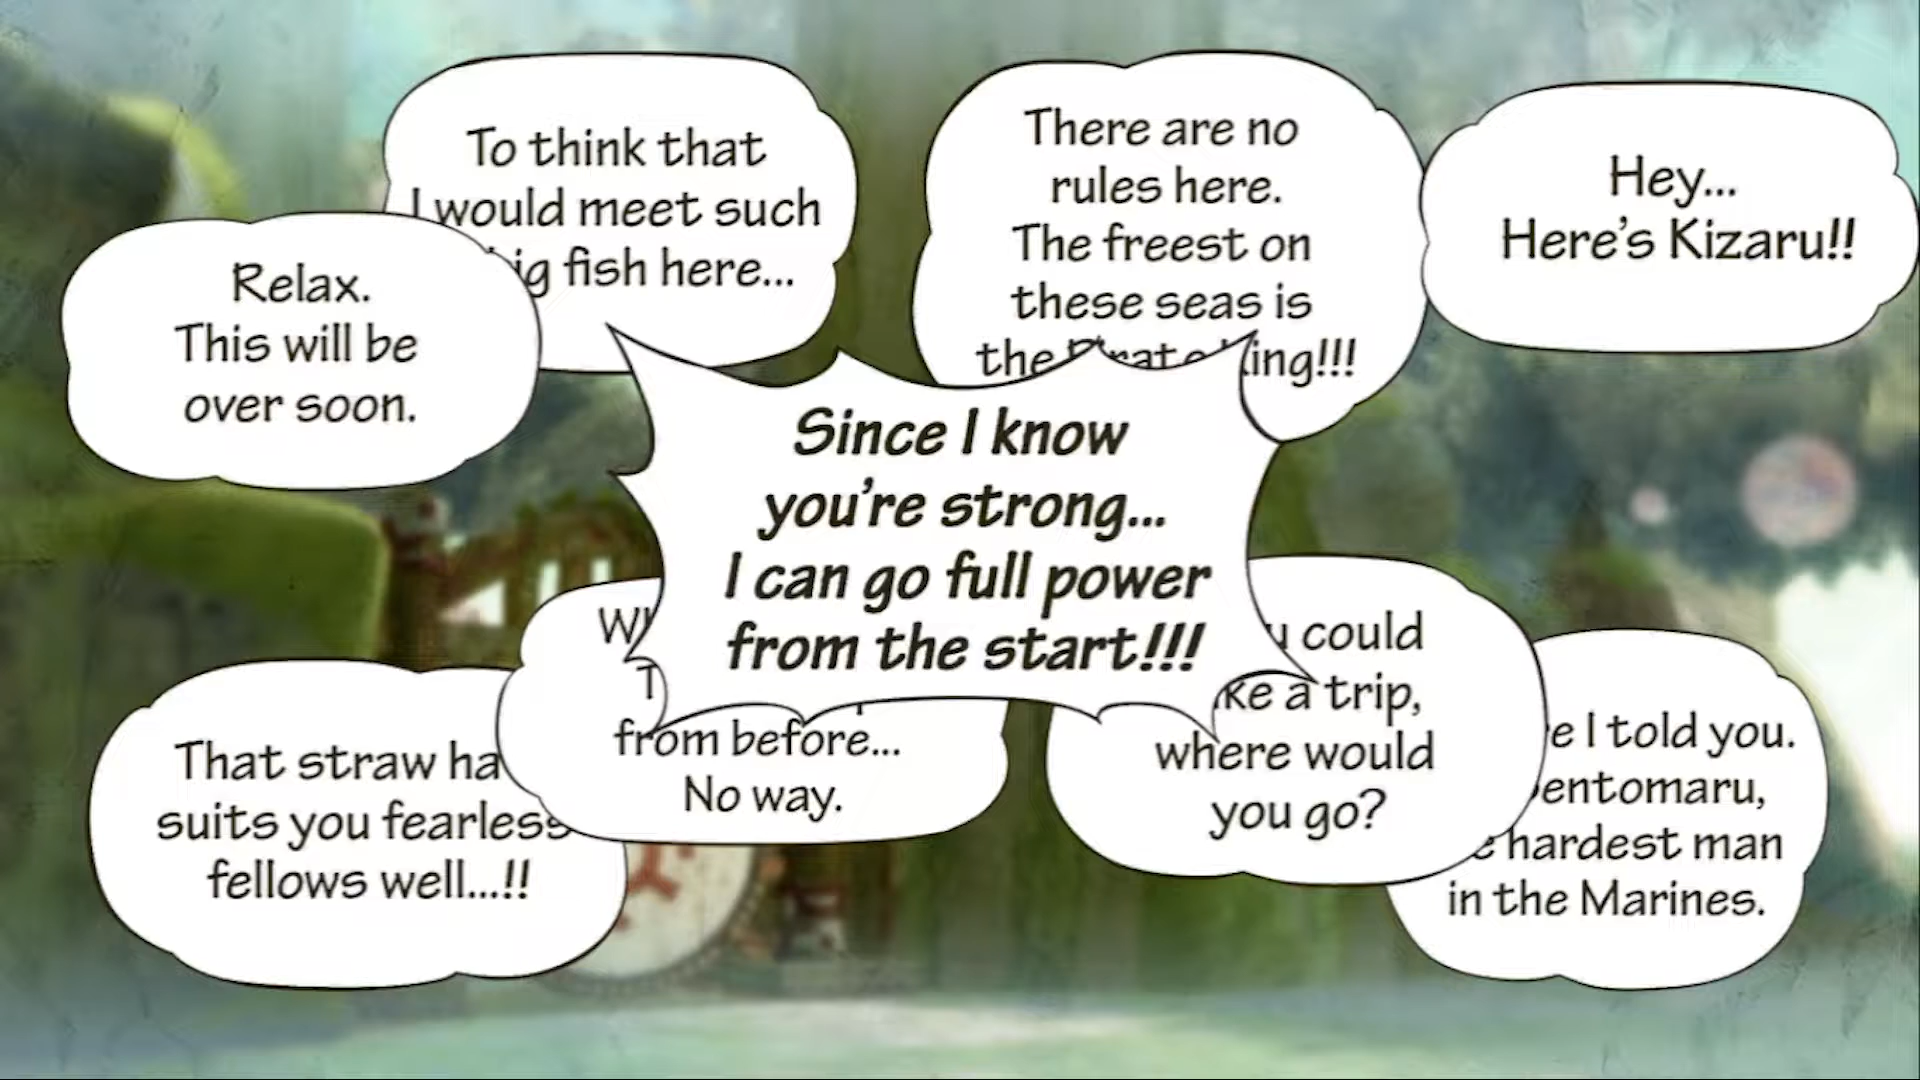 To think that
I would meet such
fish here...
There are no
rules here.
The freest on
these seas is
the
Hey...
Here's Kizaru!!
Relax.
This will be
over soon.
Since I know
you're strong...
I can go full power
from the start!!!
from before...
No way.
could
a trip,
where would
you go?
That straw
suits you fearless
fellows well...!!
I told you.
hardest man
in the Marines.